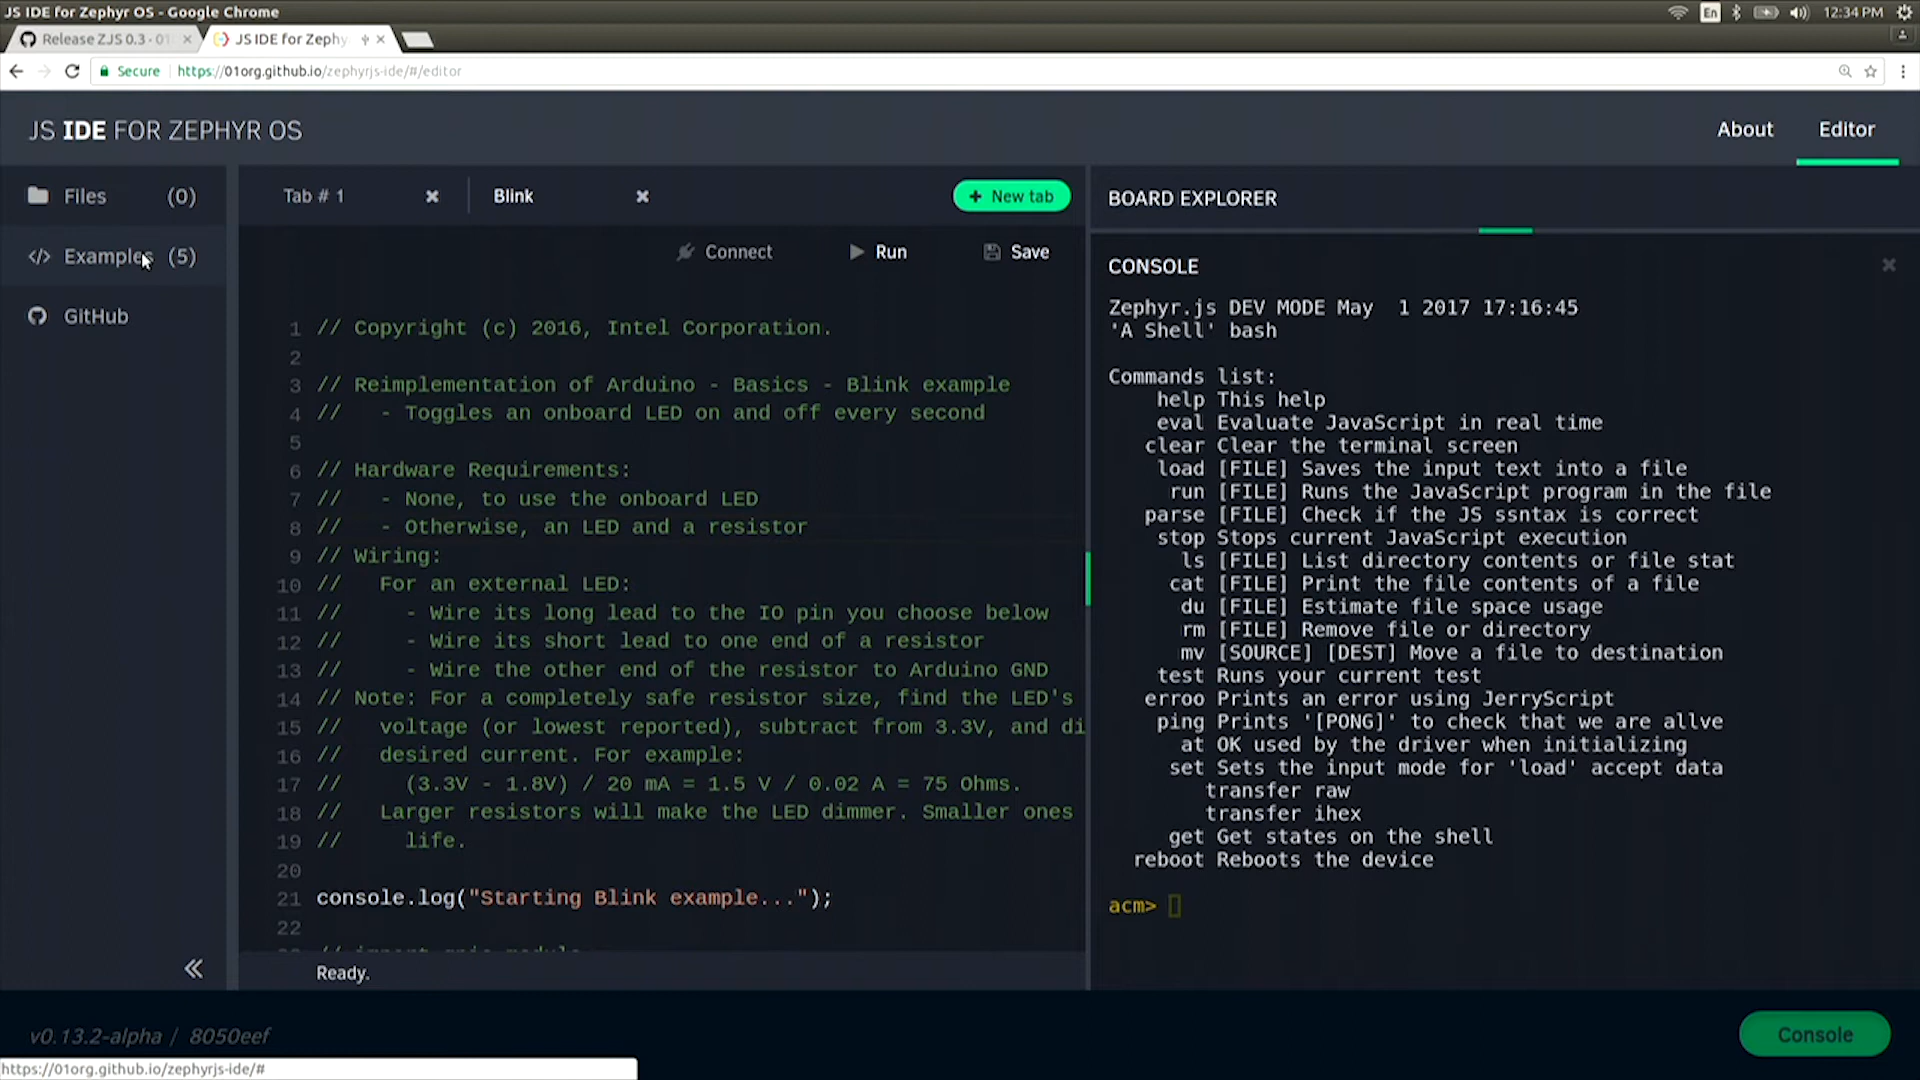 JS IDE for Zephyr OS - Google Chrome
En
12:34 PM
Release ZJS 0.3 · 01
JS IDE for Zephy
Secure
https://01org.github.io/zephyrjs-ide/#/editor
JS IDE FOR ZEPHYR OS
About
Editor
Files (0)
Examples (5)
GitHub
Tab # 1
Blink
+ New tab
Connect
Run
Save
1 // Copyright (c) 2016, Intel Corporation.
2
3 // Reimplementation of Arduino - Basics - Blink example
4 // - Toggles an onboard LED on and off every second
5
6 // Hardware Requirements:
7 // - None, to use the onboard LED
8 // - Otherwise, an LED and a resistor
9 // Wiring:
10 // For an external LED:
11 // - Wire its long lead to the IO pin you choose below
12 // - Wire its short lead to one end of a resistor
13 // - Wire the other end of the resistor to Arduino GND
14 // Note: For a completely safe resistor size, find the LED's
15 // voltage (or lowest reported), subtract from 3.3V, and di
16 // desired current. For example:
17 // (3.3V - 1.8V) / 20 mA = 1.5 V / 0.02 A = 75 Ohms.
18 // Larger resistors will make the LED dimmer. Smaller ones
19 // life.
20
21 console.log("Starting Blink example...");
22
Ready.
BOARD EXPLORER
CONSOLE
Zephyr.js DEV MODE May 1 2017 17:16:45
'A Shell' bash
Commands list:
help This help
eval Evaluate JavaScript in real time
clear Clear the terminal screen
load [FILE] Saves the input text into a file
run [FILE] Runs the JavaScript program in the file
parse [FILE] Check if the JS ssntax is correct
stop Stops current JavaScript execution
ls [FILE] List directory contents or file stat
cat [FILE] Print the file contents of a file
du [FILE] Estimate file space usage
rm [FILE] Remove file or directory
mv [SOURCE] [DEST] Move a file to destination
test Runs your current test
erroo Prints an error using JerryScript
ping Prints '[PONG]' to check that we are allve
at OK used by the driver when initializing
set Sets the input mode for 'load' accept data
transfer raw
transfer ihex
get Get states on the shell
reboot Reboots the device
acm>
v0.13.2-alpha / 8050eef
Console
https://01org.github.io/zephyrjs-ide/#